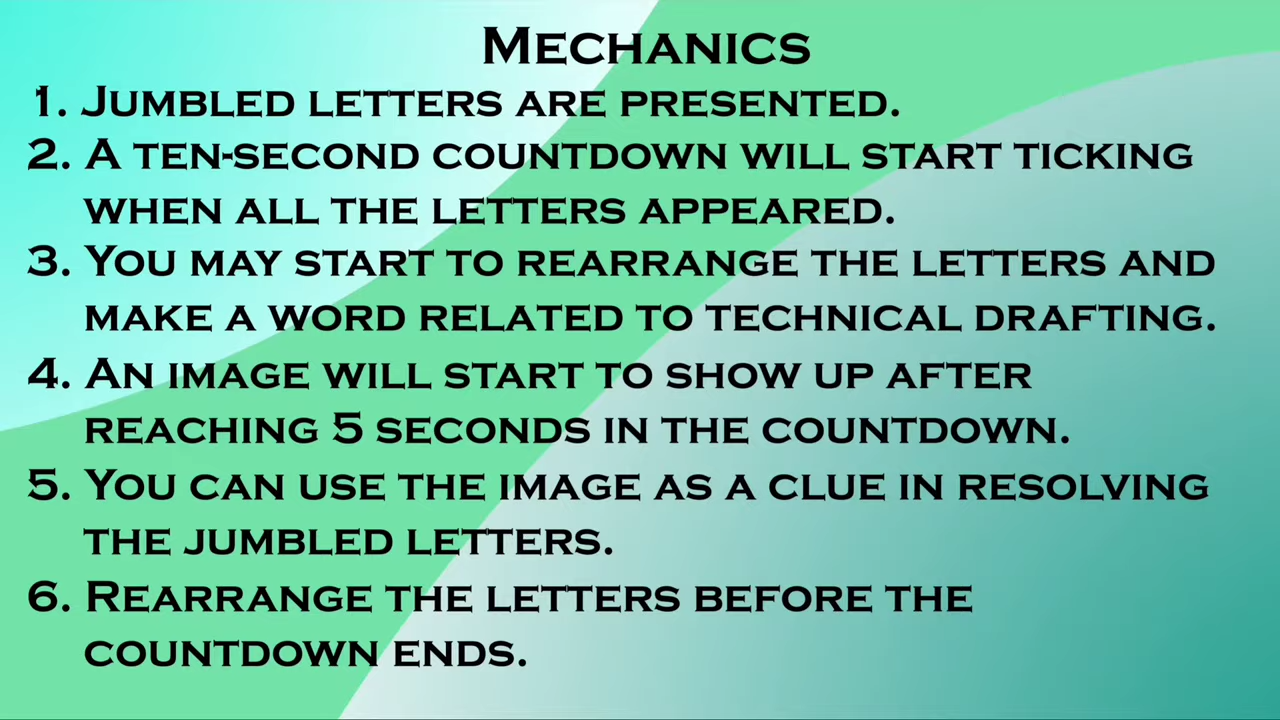 Mechanics
1. Jumbled letters are presented.
2. A ten-second countdown will start ticking
when all the letters appeared.
3. You may start to rearrange the letters and
make a word related to technical drafting.
4. An image will start to show up after
reaching 5 seconds in the countdown.
5. You can use the image as a clue in resolving
the jumbled letters.
6. Rearrange the letters before the
countdown ends.